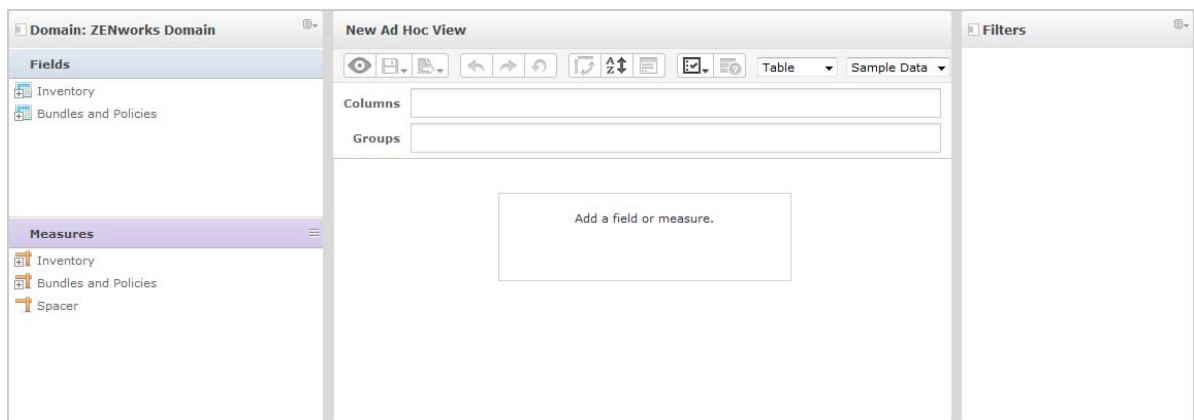 Domain: ZENworks Domain
Fields
Inventory
Bundles and Policies
Measures
Inventory
Bundles and Policies
Spacer
New Ad Hoc View
Table
Sample Data
Columns
Groups
Add a field or measure.
Filters